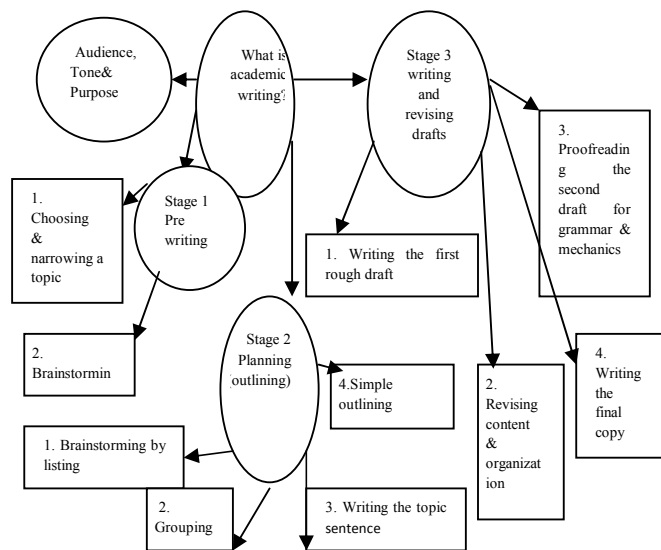 Audience,
Tone&
Purpose
What is
academic
writing?
Stage 3
writing
and
revising
drafts
3.
Proofreadin
g the
second
draft for
grammar &
mechanics
1.
Choosing
&
narrowing a
topic
Stage 1
Pre
writing
1. Writing the first
rough draft
2.
Brainstormin
Stage 2
Planning
(outlining)
4.Simple
outlining
2.
Revising
content
&
organizat
ion
4.
Writing
the
final
copy
1. Brainstorming by
listing
2.
Grouping
3. Writing the topic
sentence